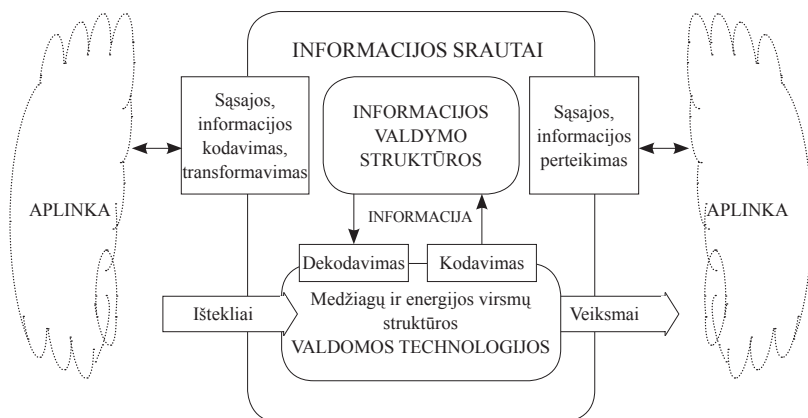 INFORMACIJOS SRAUTAI
Sąsajos,
informacijos
kodavimas,
transformavimas
INFORMACIJOS
VALDYMO
STRUKTŪROS
Sąsajos,
informacijos
perteikimas
APLINKA
APLINKA
INFORMACIJA
Dekodavimas
Kodavimas
Ištekliai
Medžiagų ir energijos virsmų
struktūros
VALDOMOS TECHNOLOGIJOS
Veiksmai